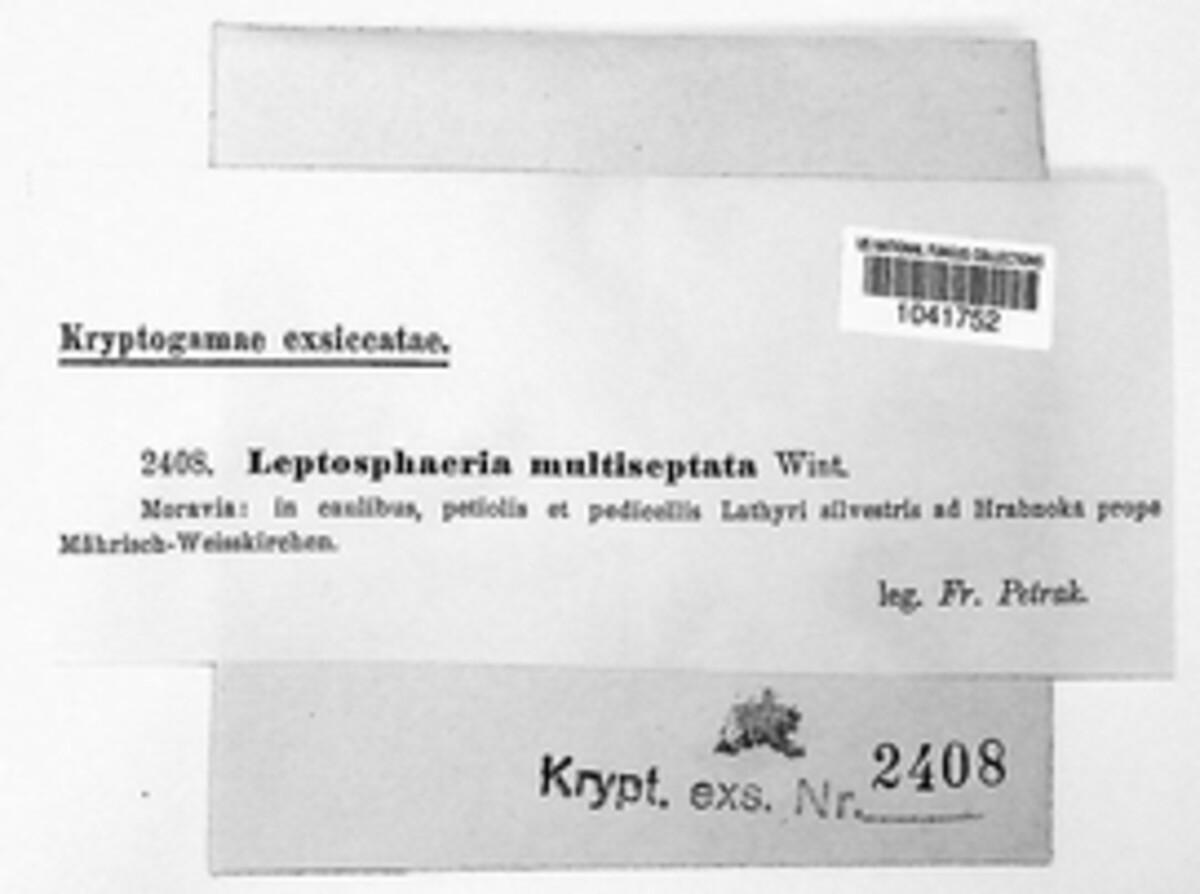 US NATIONAL FUNGUS COLLECTIONS
1041752
Kryptogamae exsiccatae.
2408. Leptosphaeria multiseptata Wint.
Moravia: in caulibus, petiolis et pedicellis Lathyri silvestris ad Hrabuvka prope
Mährisch-Weisskirchen.
leg. Fr. Petrak.
Krypt. exs. Nr. 2408